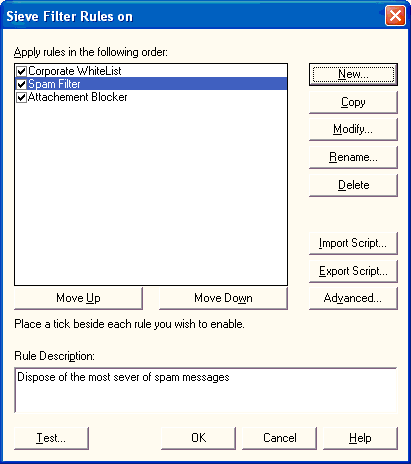 Sieve Filter Rules on
Apply rules in the following order:
Corporate WhiteList
Spam Filter
Attachement Blocker
New...
Copy
Modify...
Rename...
Delete
Import Script...
Export Script...
Advanced...
Move Up
Move Down
Place a tick beside each rule you wish to enable.
Rule Description:
Dispose of the most sever of spam messages
Test...
OK
Cancel
Help